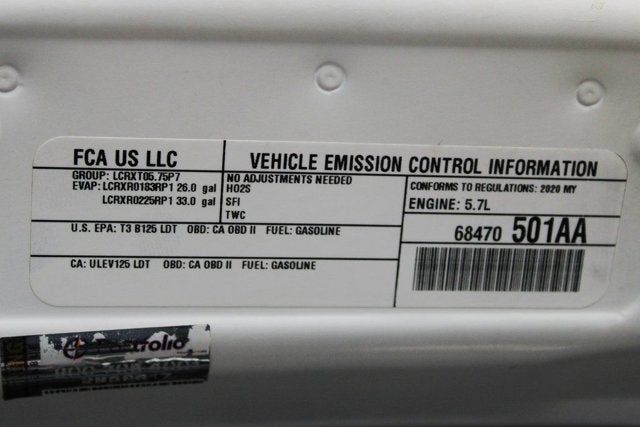 FCA US LLC
VEHICLE EMISSION CONTROL INFORMATION
GROUP: LCRXT05.75P7
EVAP: LCRXR0183RP1 26.0 gal
LCRXR0225RP1 33.0 gal
NO ADJUSTMENTS NEEDED
HO2S
SFI
TWC
CONFORMS TO REGULATIONS: 2020 MY
ENGINE: 5.7L
U.S. EPA: T3 B125 LDT OBD: CA OBD II FUEL: GASOLINE
68470 501AA
CA: ULEV125 LDT OBD: CA OBD II FUEL: GASOLINE